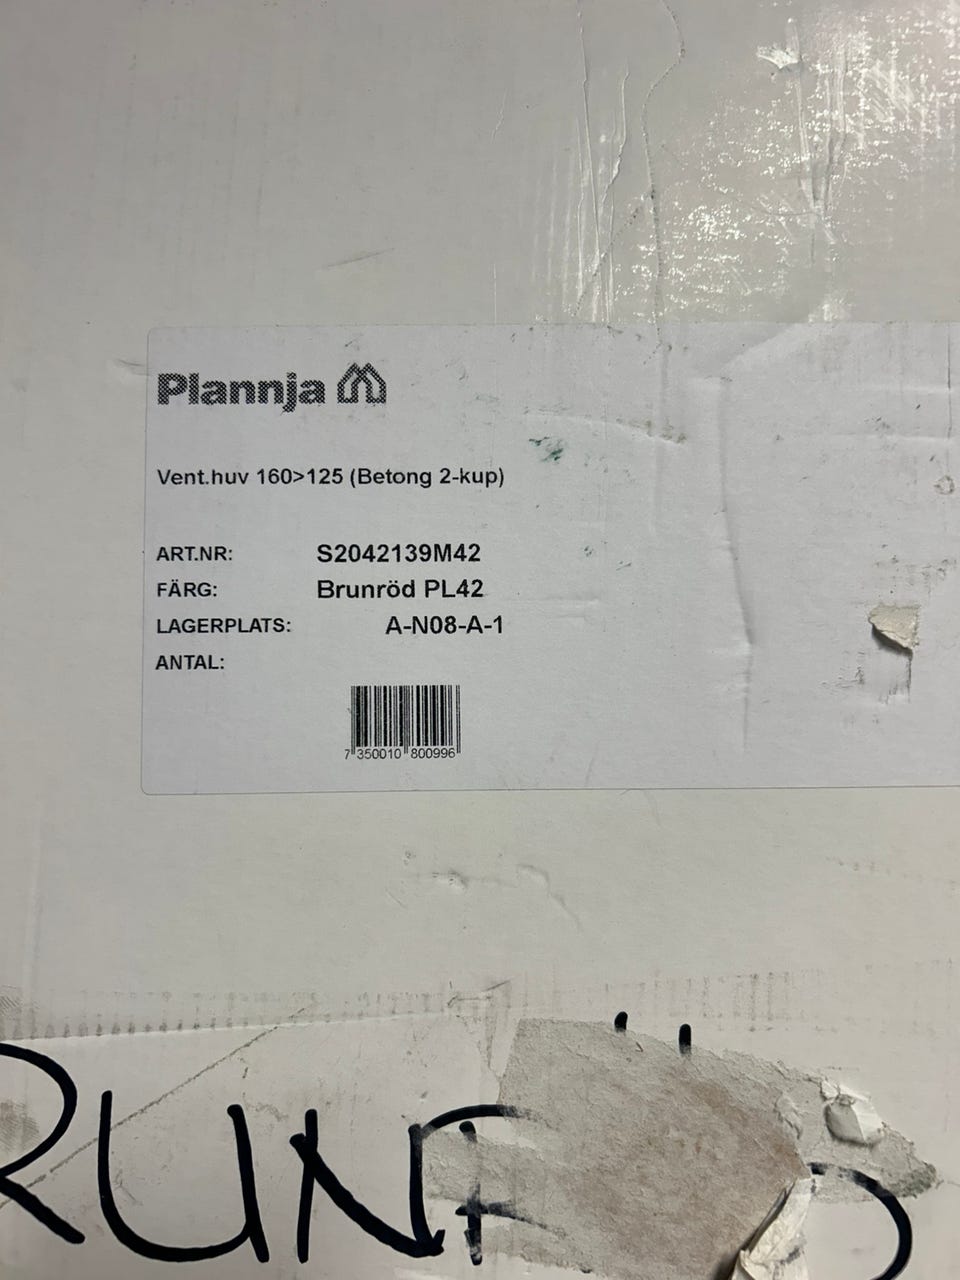 Plannja
Vent.huv 160>125 (Betong 2-kup)
ART.NR: S2042139M42
FÄRG: Brunröd PL42
LAGERPLATS: A-N08-A-1
ANTAL:
7 350010 800996